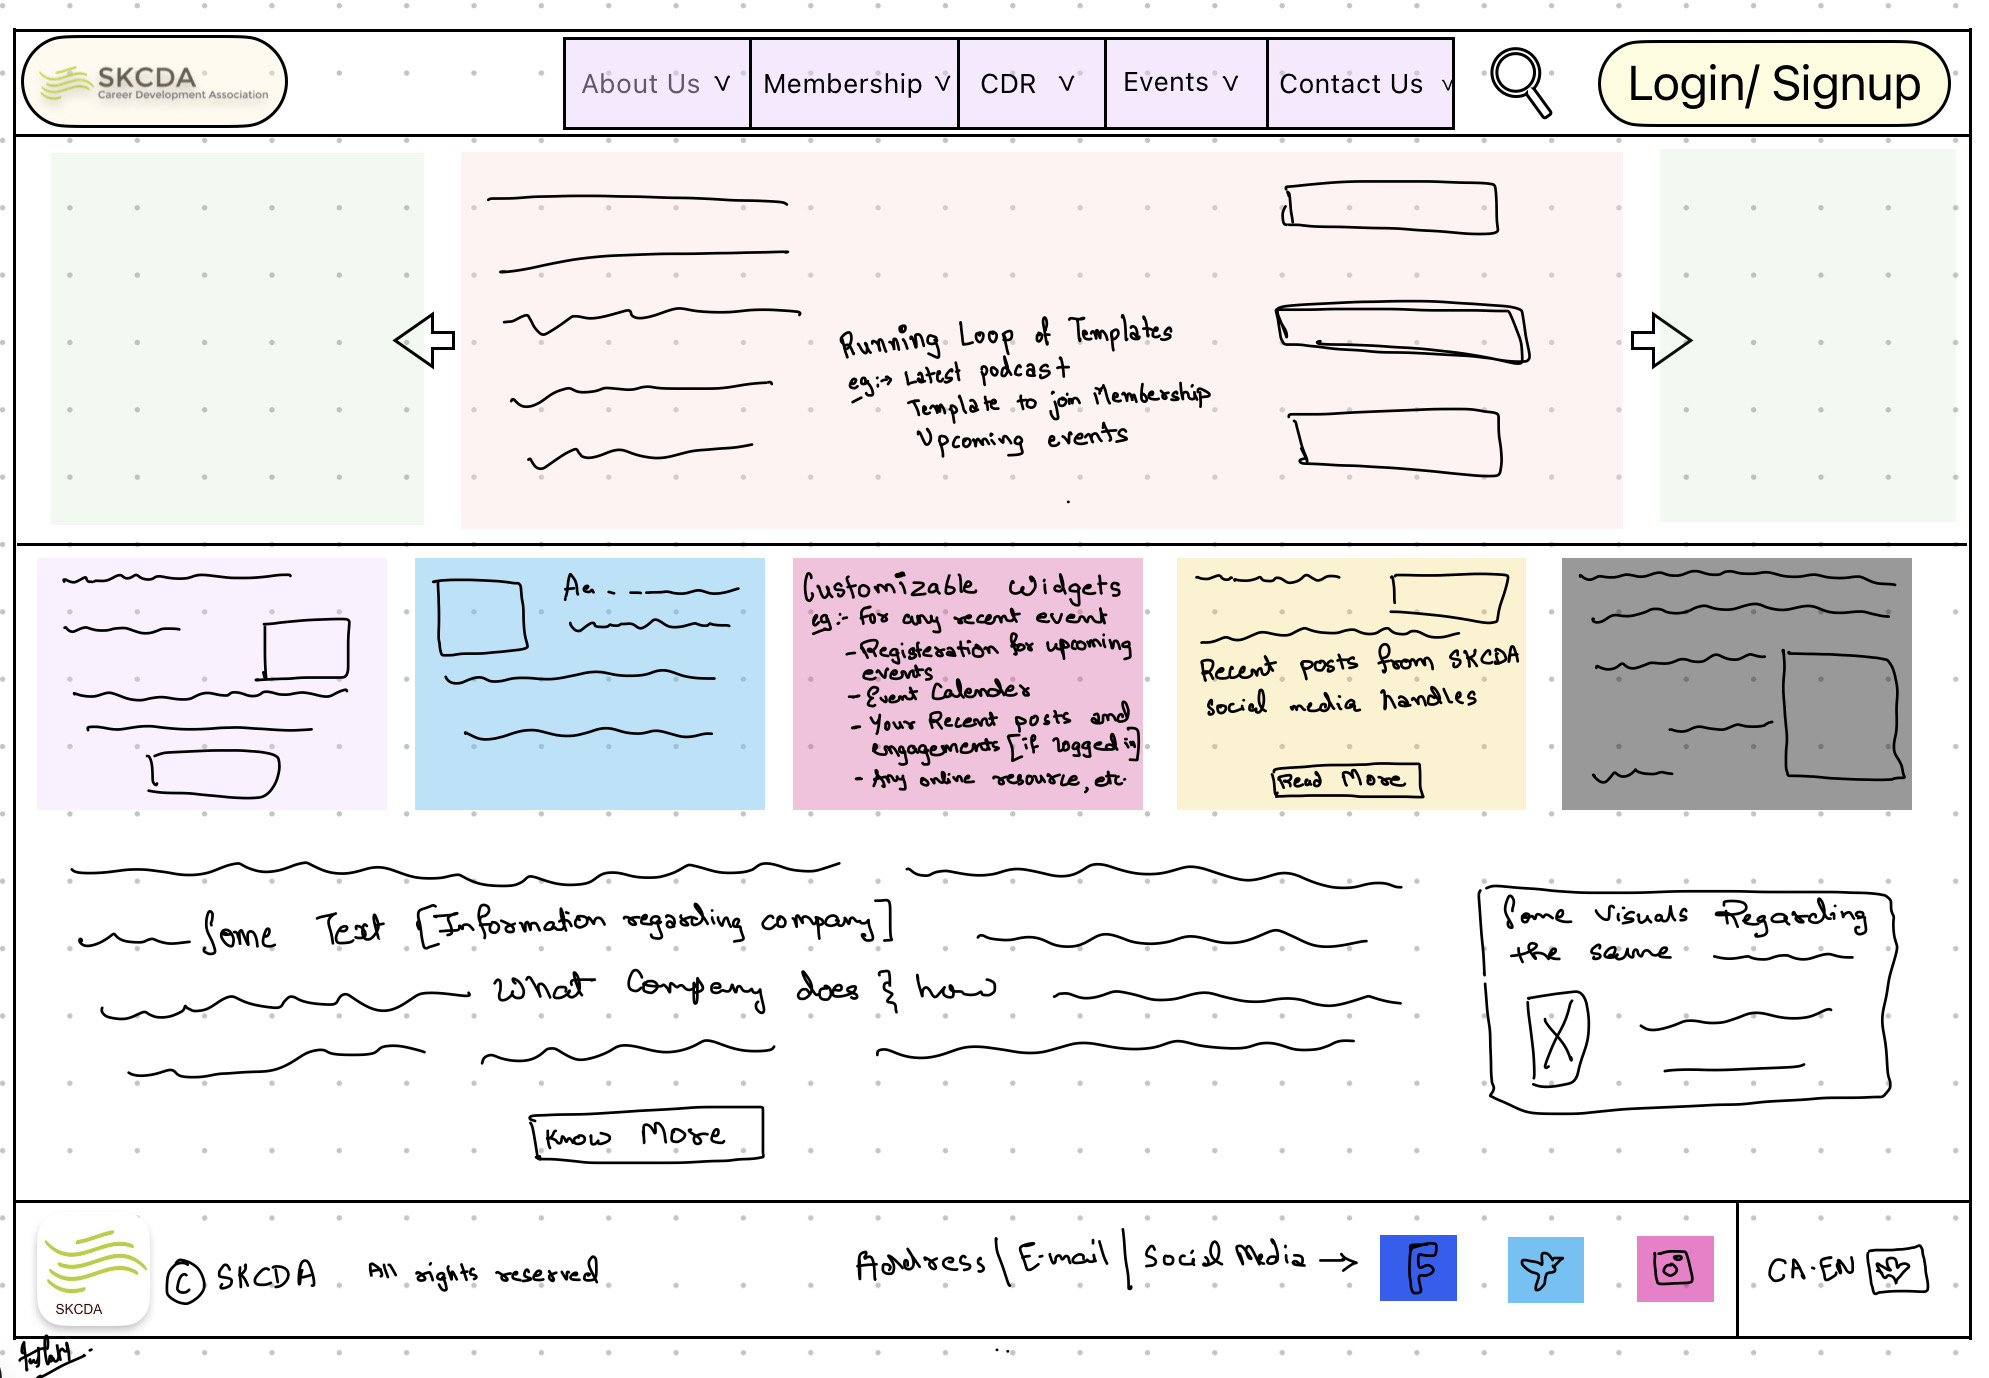 SKCDA
Career Development Association
About Us V
Membership V
CDR V
Events V
Contact Us V
Login/ Signup
Running Loop of Templates
eg:→ Latest podcast
Template to join Membership
Upcoming events
Customizable Widgets
eg:- For any recent event
- Registeration for upcoming
events
- Event Calender
- Your Recent posts and
engagements [if logged in]
- Any online resource, etc.
Recent posts from SKCDA
social media handles
Read More
Some Text [Information regarding company]
What Company does & how
Know More
Some Visuals Regarding
the same
SKCDA
© SKCDA All rights reserved
Address | E-mail | Social Media →
F
CA-EN